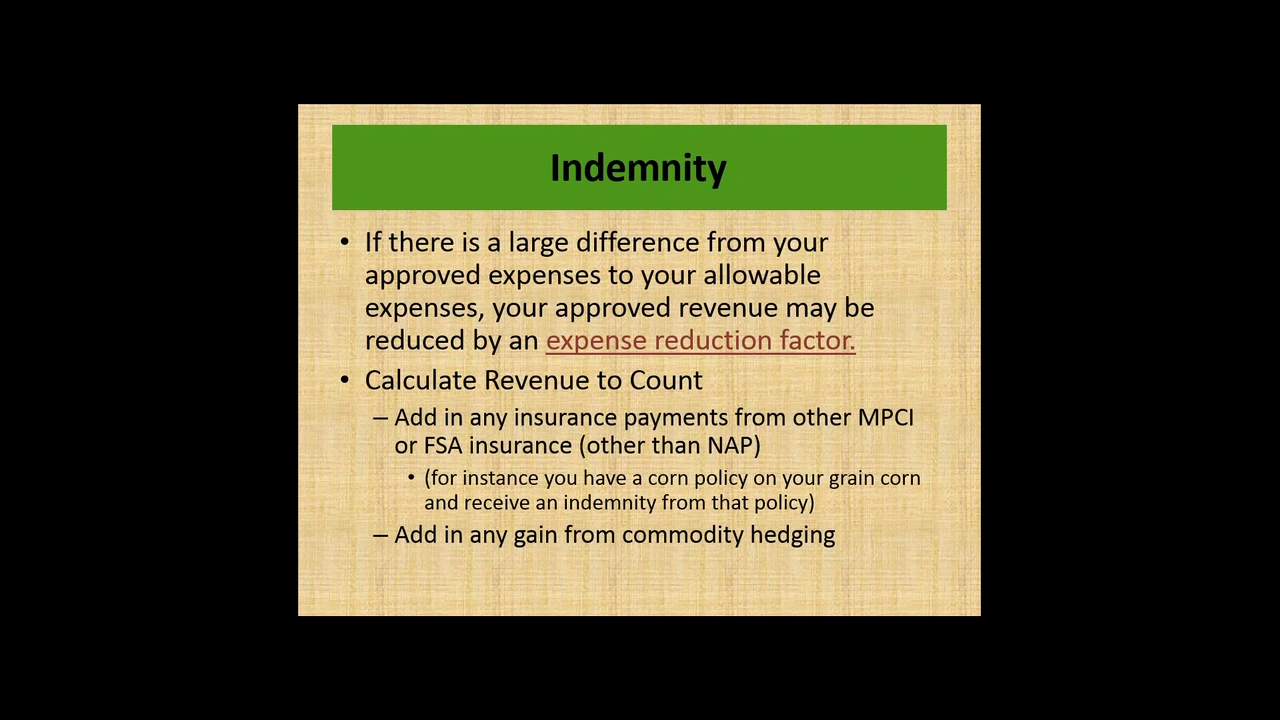 Indemnity
• If there is a large difference from your
approved expenses to your allowable
expenses, your approved revenue may be
reduced by an expense reduction factor.
• Calculate Revenue to Count
– Add in any insurance payments from other MPCI
or FSA insurance (other than NAP)
• (for instance you have a corn policy on your grain corn
and receive an indemnity from that policy)
– Add in any gain from commodity hedging